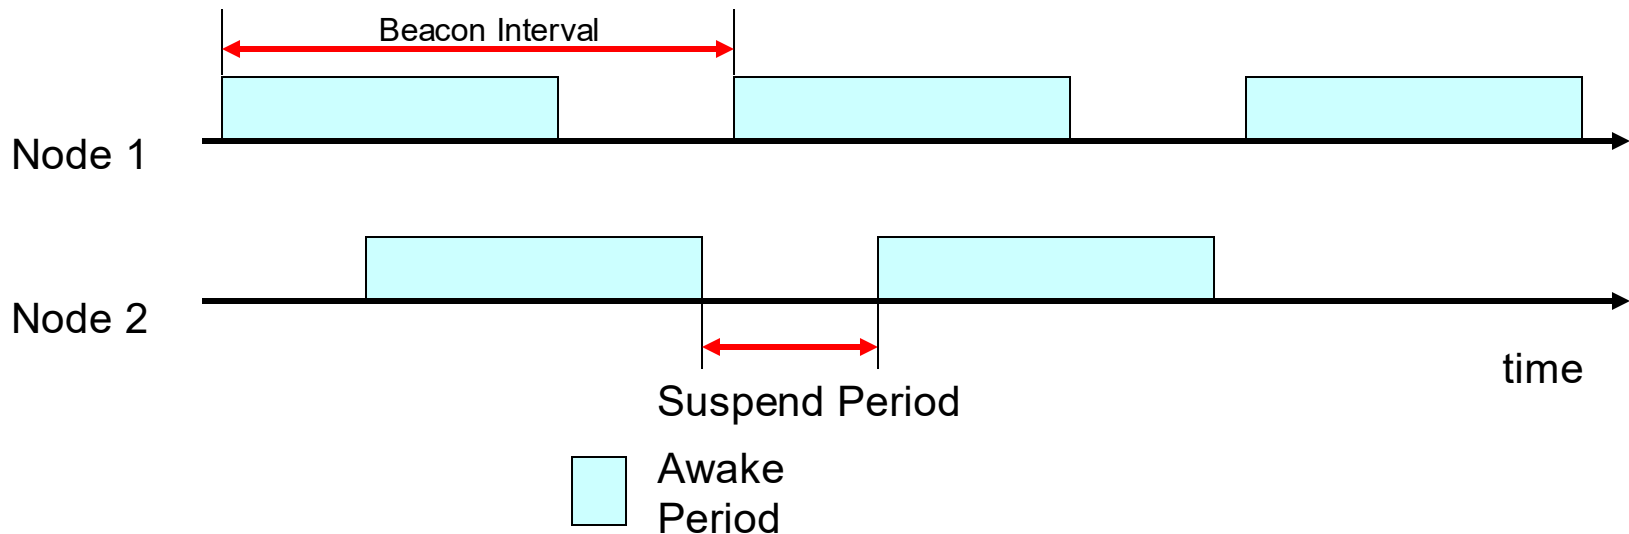 Beacon Interval
Node 1
Node 2
time
Suspend Period
Awake
Period